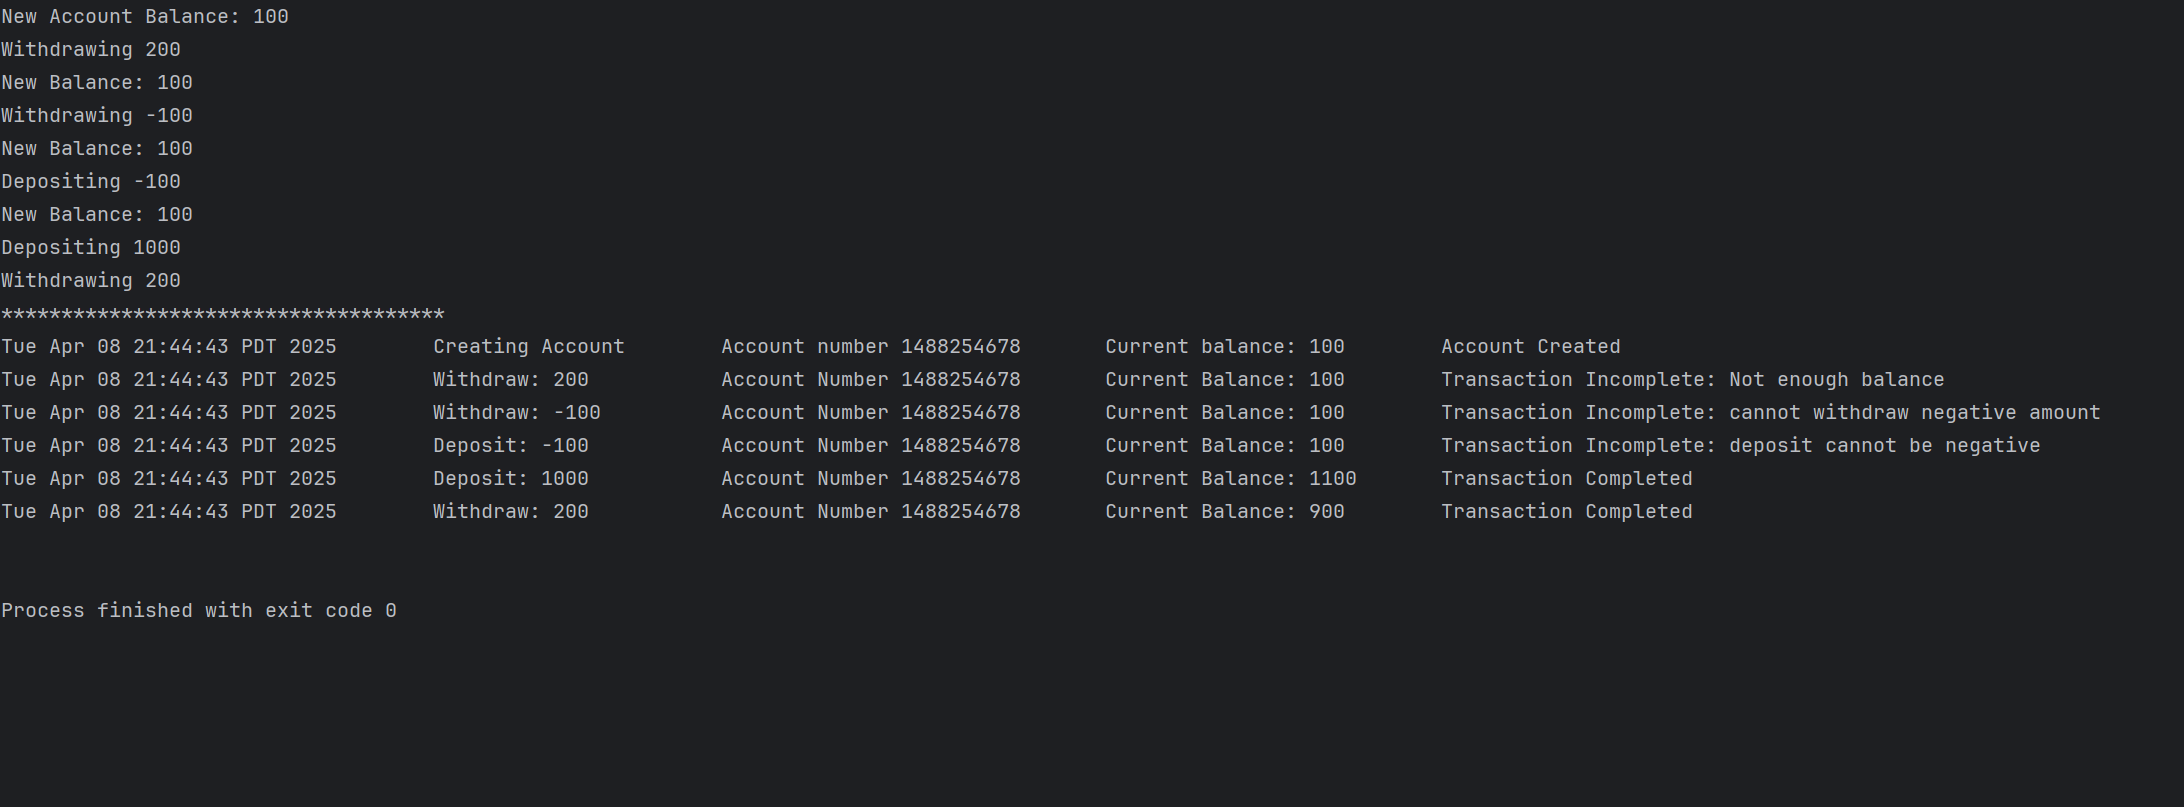 New Account Balance: 100
Withdrawing 200
New Balance: 100
Withdrawing -100
New Balance: 100
Depositing -100
New Balance: 100
Depositing 1000
Withdrawing 200
*************************************
Tue Apr 08 21:44:43 PDT 2025        Creating Account        Account number 1488254678       Current balance: 100        Account Created
Tue Apr 08 21:44:43 PDT 2025        Withdraw: 200           Account Number 1488254678       Current Balance: 100        Transaction Incomplete: Not enough balance
Tue Apr 08 21:44:43 PDT 2025        Withdraw: -100          Account Number 1488254678       Current Balance: 100        Transaction Incomplete: cannot withdraw negative amount
Tue Apr 08 21:44:43 PDT 2025        Deposit: -100           Account Number 1488254678       Current Balance: 100        Transaction Incomplete: deposit cannot be negative
Tue Apr 08 21:44:43 PDT 2025        Deposit: 1000           Account Number 1488254678       Current Balance: 1100       Transaction Completed
Tue Apr 08 21:44:43 PDT 2025        Withdraw: 200           Account Number 1488254678       Current Balance: 900        Transaction Completed
Process finished with exit code 0